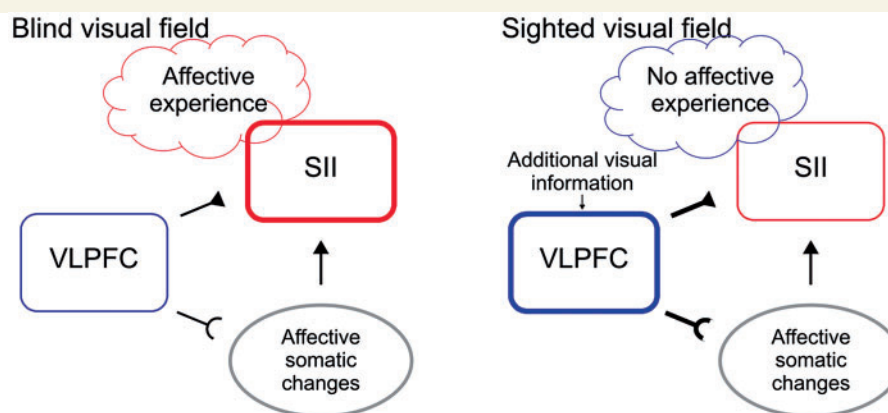 Blind visual field
Affective
experience
SII
VLPFC
Affective
somatic
changes
Sighted visual field
No affective
experience
Additional visual
information
SII
VLPFC
Affective
somatic
changes